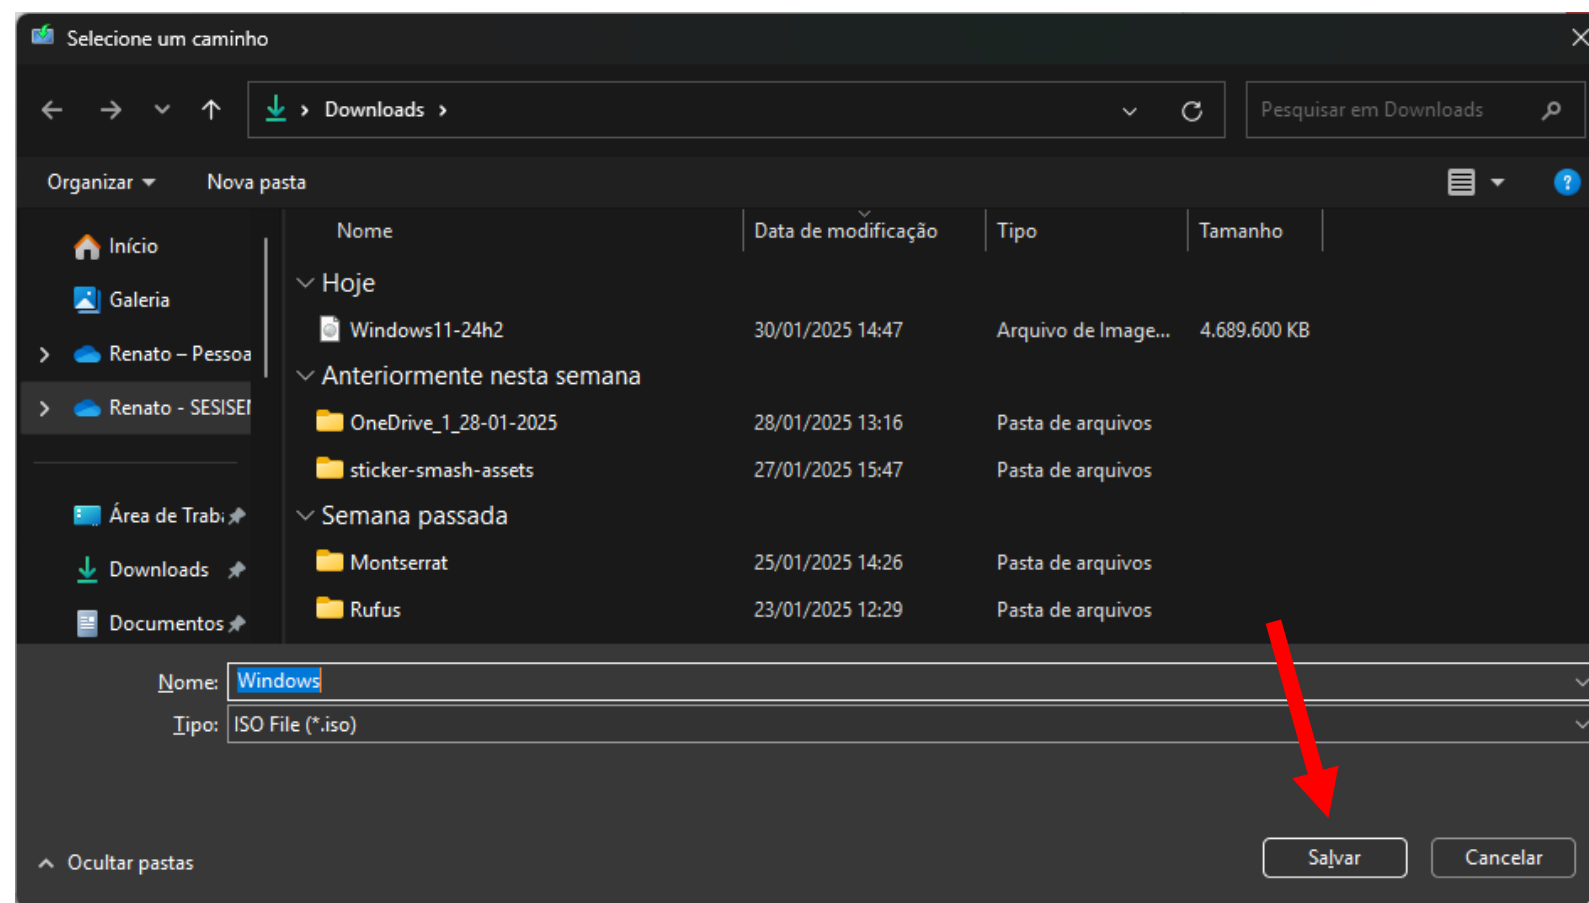 Selecione um caminho
Downloads
Pesquisar em Downloads
Organizar
Nova pasta
Início
Galeria
Renato – Pessoa
Renato - SESISE
Área de Trab
Downloads
Documentos
Nome Data de modificação Tipo Tamanho
Hoje
Windows11-24h2 30/01/2025 14:47 Arquivo de Image... 4.689.600 KB
Anteriormente nesta semana
OneDrive_1_28-01-2025 28/01/2025 13:16 Pasta de arquivos
sticker-smash-assets 27/01/2025 15:47 Pasta de arquivos
Semana passada
Montserrat 25/01/2025 14:26 Pasta de arquivos
Rufus 23/01/2025 12:29 Pasta de arquivos
Nome: Windows
Tipo: ISO File (*.iso)
Ocultar pastas
Salvar
Cancelar